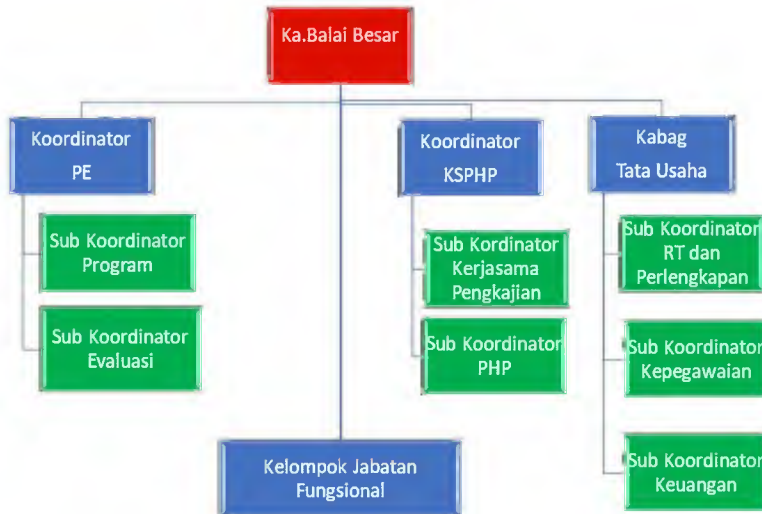 Ka.Balai Besar
Koordinator
PE
Koordinator
KSPHP
Kabag
Tata Usaha
Sub Koordinator
Program
Sub Koordinator
Evaluasi
Sub Kordinator
Kerjasama
Pengkajian
Sub Koordinator
PHP
Sub Koordinator
RT dan
Perlengkapan
Sub Koordinator
Kepegawaian
Sub Koordinator
Keuangan
Kelompok Jabatan
Fungsional